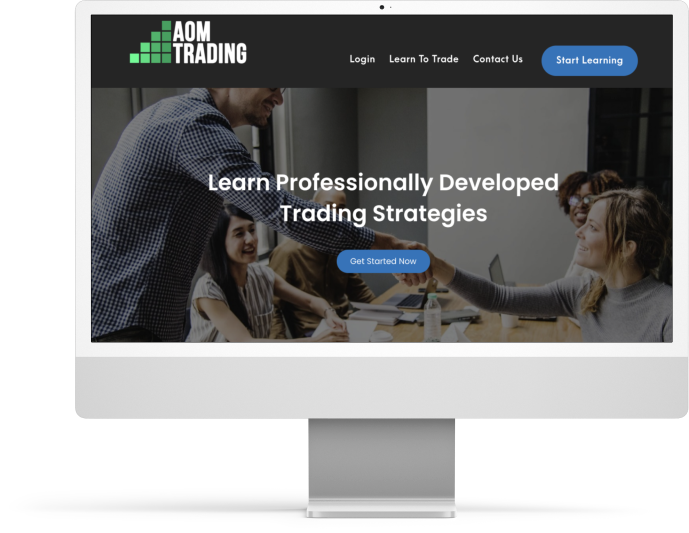 AOM
TRADING
Login
Learn To Trade
Contact Us
Start Learning
Learn Professionally Developed
Trading Strategies
Get Started Now